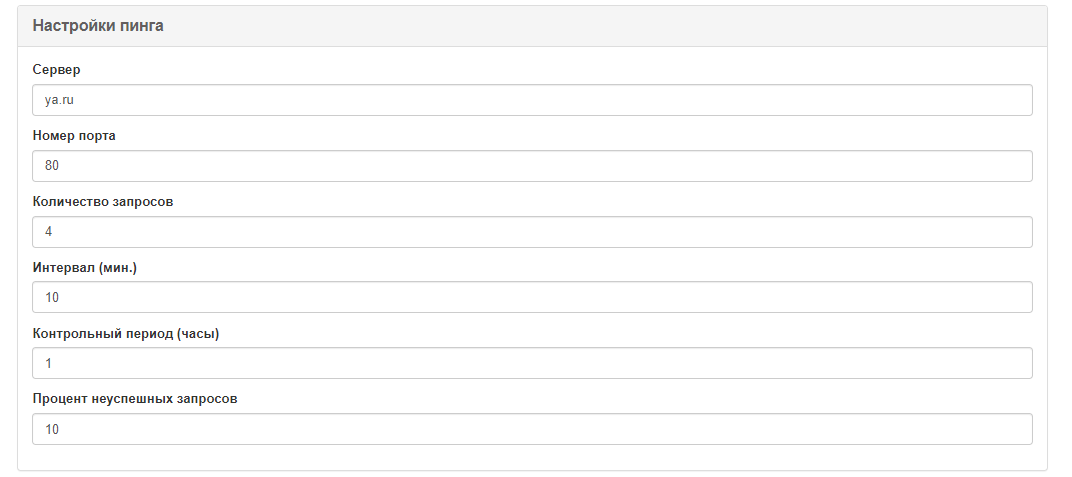 Настройки пинга
Сервер
ya.ru
Номер порта
80
Количество запросов
4
Интервал (мин.)
10
Контрольный период (часы)
1
Процент неуспешных запросов
10